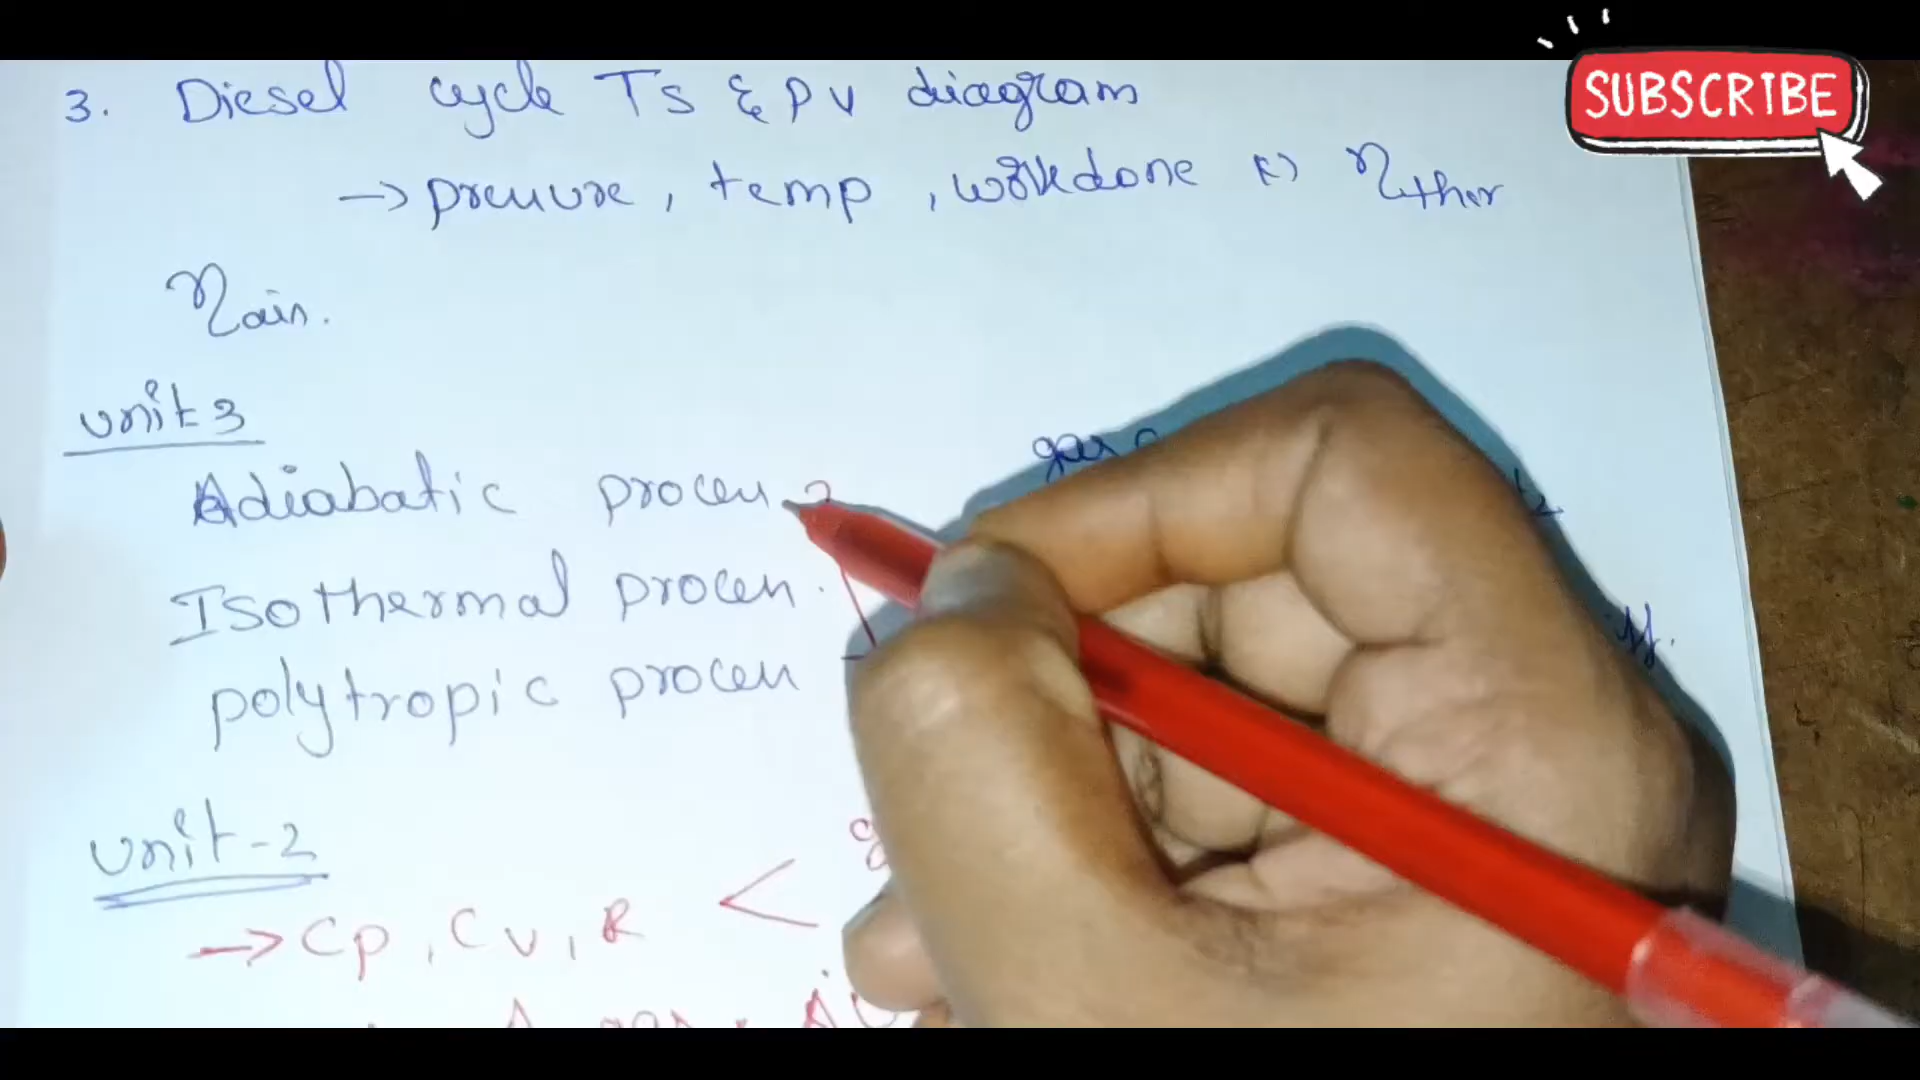 SUBSCRIBE
3. Diesel cycle Ts & PV diagram
→ pressure, temp, workdone (r) ηther
ηair.
unit 3
Adiabatic process
Isothermal process.
polytropic process
gas
unit-2
→ Cp, Cv, R <